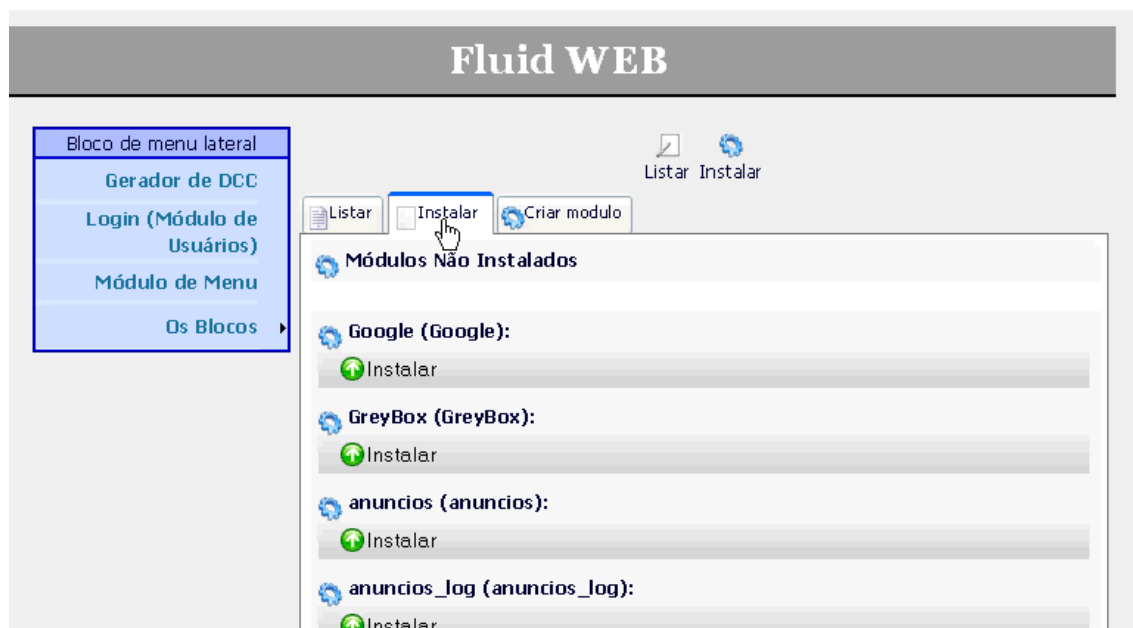 Fluid WEB
Bloco de menu lateral
Gerador de DCC
Login (Módulo de
Usuários)
Módulo de Menu
Os Blocos
Listar Instalar
Listar Instalar Criar modulo
Módulos Não Instalados
Google (Google):
Instalar
GreyBox (GreyBox):
Instalar
anuncios (anuncios):
Instalar
anuncios_log (anuncios_log):
Instalar